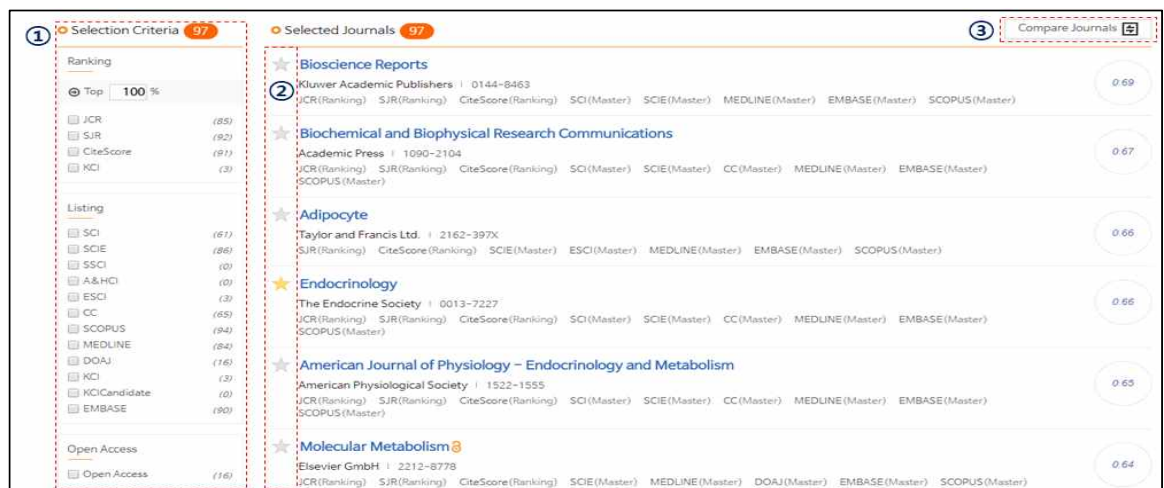 ① Selection Criteria 97
Ranking
Top 100 %
JCR (85)
SJR (92)
CiteScore (91)
KCI (3)
Listing
SCI (61)
SCIE (86)
SSCI (0)
A&HCI (0)
ESCI (3)
CC (65)
SCOPUS (94)
MEDLINE (84)
DOAJ (16)
KCI (3)
KCICandidate (0)
EMBASE (90)
Open Access
Open Access (16)
Selected Journals 97
③ Compare Journals
②
Bioscience Reports
Kluwer Academic Publishers | 0144-8463
JCR(Ranking) SJR(Ranking) CiteScore(Ranking) SCI(Master) SCIE(Master) MEDLINE(Master) EMBASE(Master) SCOPUS(Master)
0.69
Biochemical and Biophysical Research Communications
Academic Press | 1090-2104
JCR(Ranking) SJR(Ranking) CiteScore(Ranking) SCI(Master) SCIE(Master) CC(Master) MEDLINE(Master) EMBASE(Master)
SCOPUS(Master)
0.67
Adipocyte
Taylor and Francis Ltd. | 2162-397X
SJR(Ranking) CiteScore(Ranking) SCIE(Master) ESCI(Master) MEDLINE(Master) EMBASE(Master) SCOPUS(Master)
0.66
Endocrinology
The Endocrine Society | 0013-7227
JCR(Ranking) SJR(Ranking) CiteScore(Ranking) SCI(Master) SCIE(Master) CC(Master) MEDLINE(Master) EMBASE(Master)
SCOPUS(Master)
0.66
American Journal of Physiology - Endocrinology and Metabolism
American Physiological Society | 1522-1555
JCR(Ranking) SJR(Ranking) CiteScore(Ranking) SCI(Master) SCIE(Master) CC(Master) MEDLINE(Master) EMBASE(Master)
SCOPUS(Master)
0.65
Molecular Metabolism
Elsevier GmbH | 2212-8778
JCR(Ranking) SJR(Ranking) CiteScore(Ranking) SCIE(Master) MEDLINE(Master) DOAJ(Master) EMBASE(Master) SCOPUS(Master)
0.64